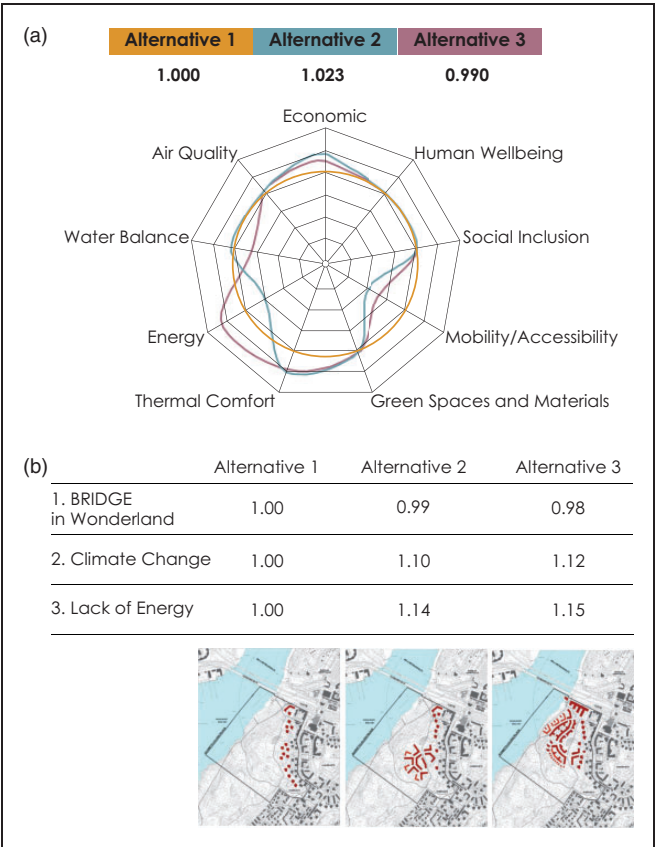 (a)
Alternative 1 Alternative 2 Alternative 3
1.000 1.023 0.990
Economic
Air Quality Human Wellbeing
Water Balance Social Inclusion
Energy Mobility/Accessibility
Thermal Comfort Green Spaces and Materials
(b)
Alternative 1 Alternative 2 Alternative 3
1. BRIDGE
in Wonderland 1.00 0.99 0.98
2. Climate Change 1.00 1.10 1.12
3. Lack of Energy 1.00 1.14 1.15